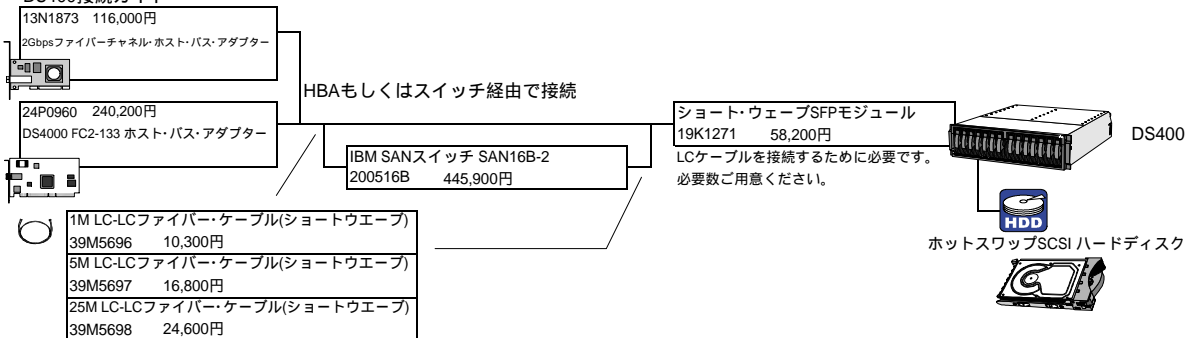 13N1873 116,000円
2Gbpsファイバーチャネル・ホスト・バス・アダプター
24P0960 240,200円
DS4000 FC2-133 ホスト・バス・アダプター
HBAもしくはスイッチ経由で接続
IBM SANスイッチ SAN16B-2
200516B 445,900円
ショート・ウェーブSFPモジュール
19K1271 58,200円
LCケーブルを接続するために必要です。
必要数ご用意ください。
DS400
HDD
ホットスワップSCSI ハードディスク
1M LC-LCファイバー・ケーブル(ショートウエーブ)
39M5696 10,300円
5M LC-LCファイバー・ケーブル(ショートウエーブ)
39M5697 16,800円
25M LC-LCファイバー・ケーブル(ショートウエーブ)
39M5698 24,600円